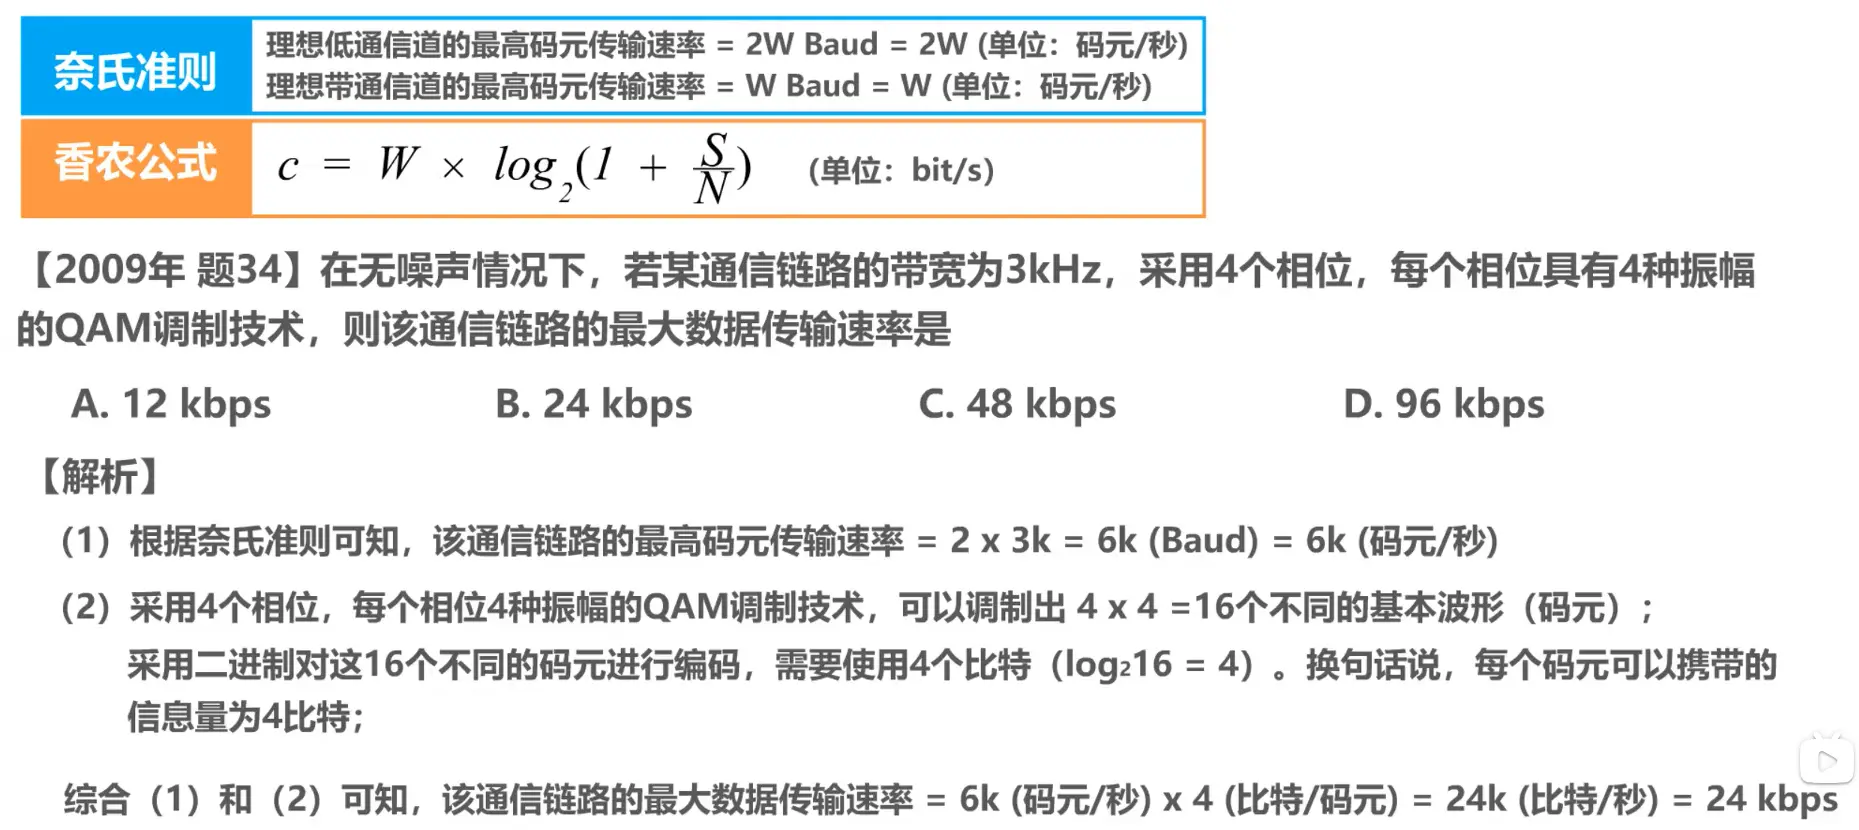 奈氏准则
理想低通信道的最高码元传输速率 = 2W Baud = 2W (单位：码元/秒)
理想带通信道的最高码元传输速率 = W Baud = W (单位：码元/秒)
香农公式
c = W × log₂(1 + S/N) (单位：bit/s)
【2009年 题34】在无噪声情况下，若某通信链路的带宽为3kHz，采用4个相位，每个相位具有4种振幅
的QAM调制技术，则该通信链路的最大数据传输速率是
A. 12 kbps B. 24 kbps C. 48 kbps D. 96 kbps
【解析】
（1）根据奈氏准则可知，该通信链路的最高码元传输速率 = 2 x 3k = 6k (Baud) = 6k (码元/秒)
（2）采用4个相位，每个相位4种振幅的QAM调制技术，可以调制出 4 x 4 =16个不同的基本波形（码元）；
采用二进制对这16个不同的码元进行编码，需要使用4个比特（log₂16 = 4）。换句话说，每个码元可以携带的
信息量为4比特；
综合（1）和（2）可知，该通信链路的最大数据传输速率 = 6k (码元/秒) x 4 (比特/码元) = 24k (比特/秒) = 24 kbps